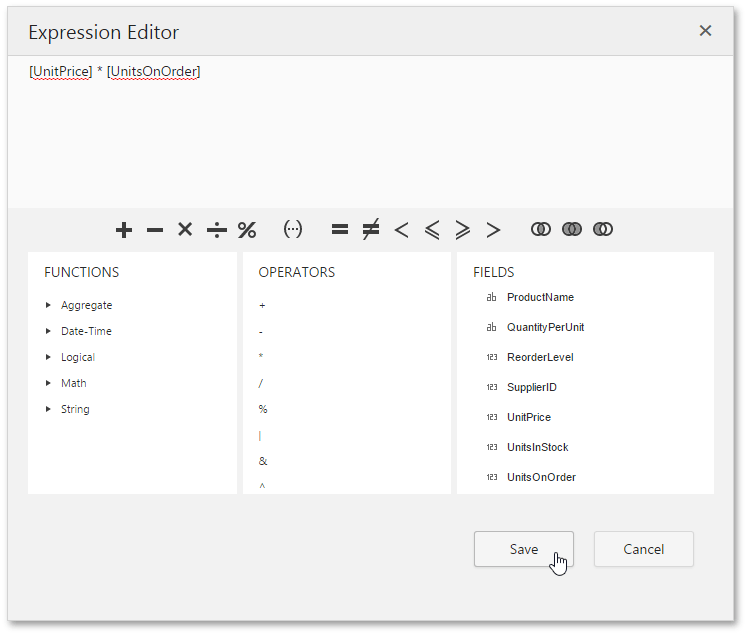 Expression Editor
[UnitPrice] * [UnitsOnOrder]
+ − × ÷ % (···) = ≠ < ⩽ ⩾ >
FUNCTIONS
Aggregate
Date-Time
Logical
Math
String
OPERATORS
+
-
*
/
%
|
&
^
FIELDS
ab ProductName
ab QuantityPerUnit
123 ReorderLevel
123 SupplierID
123 UnitPrice
123 UnitsInStock
123 UnitsOnOrder
Save
Cancel